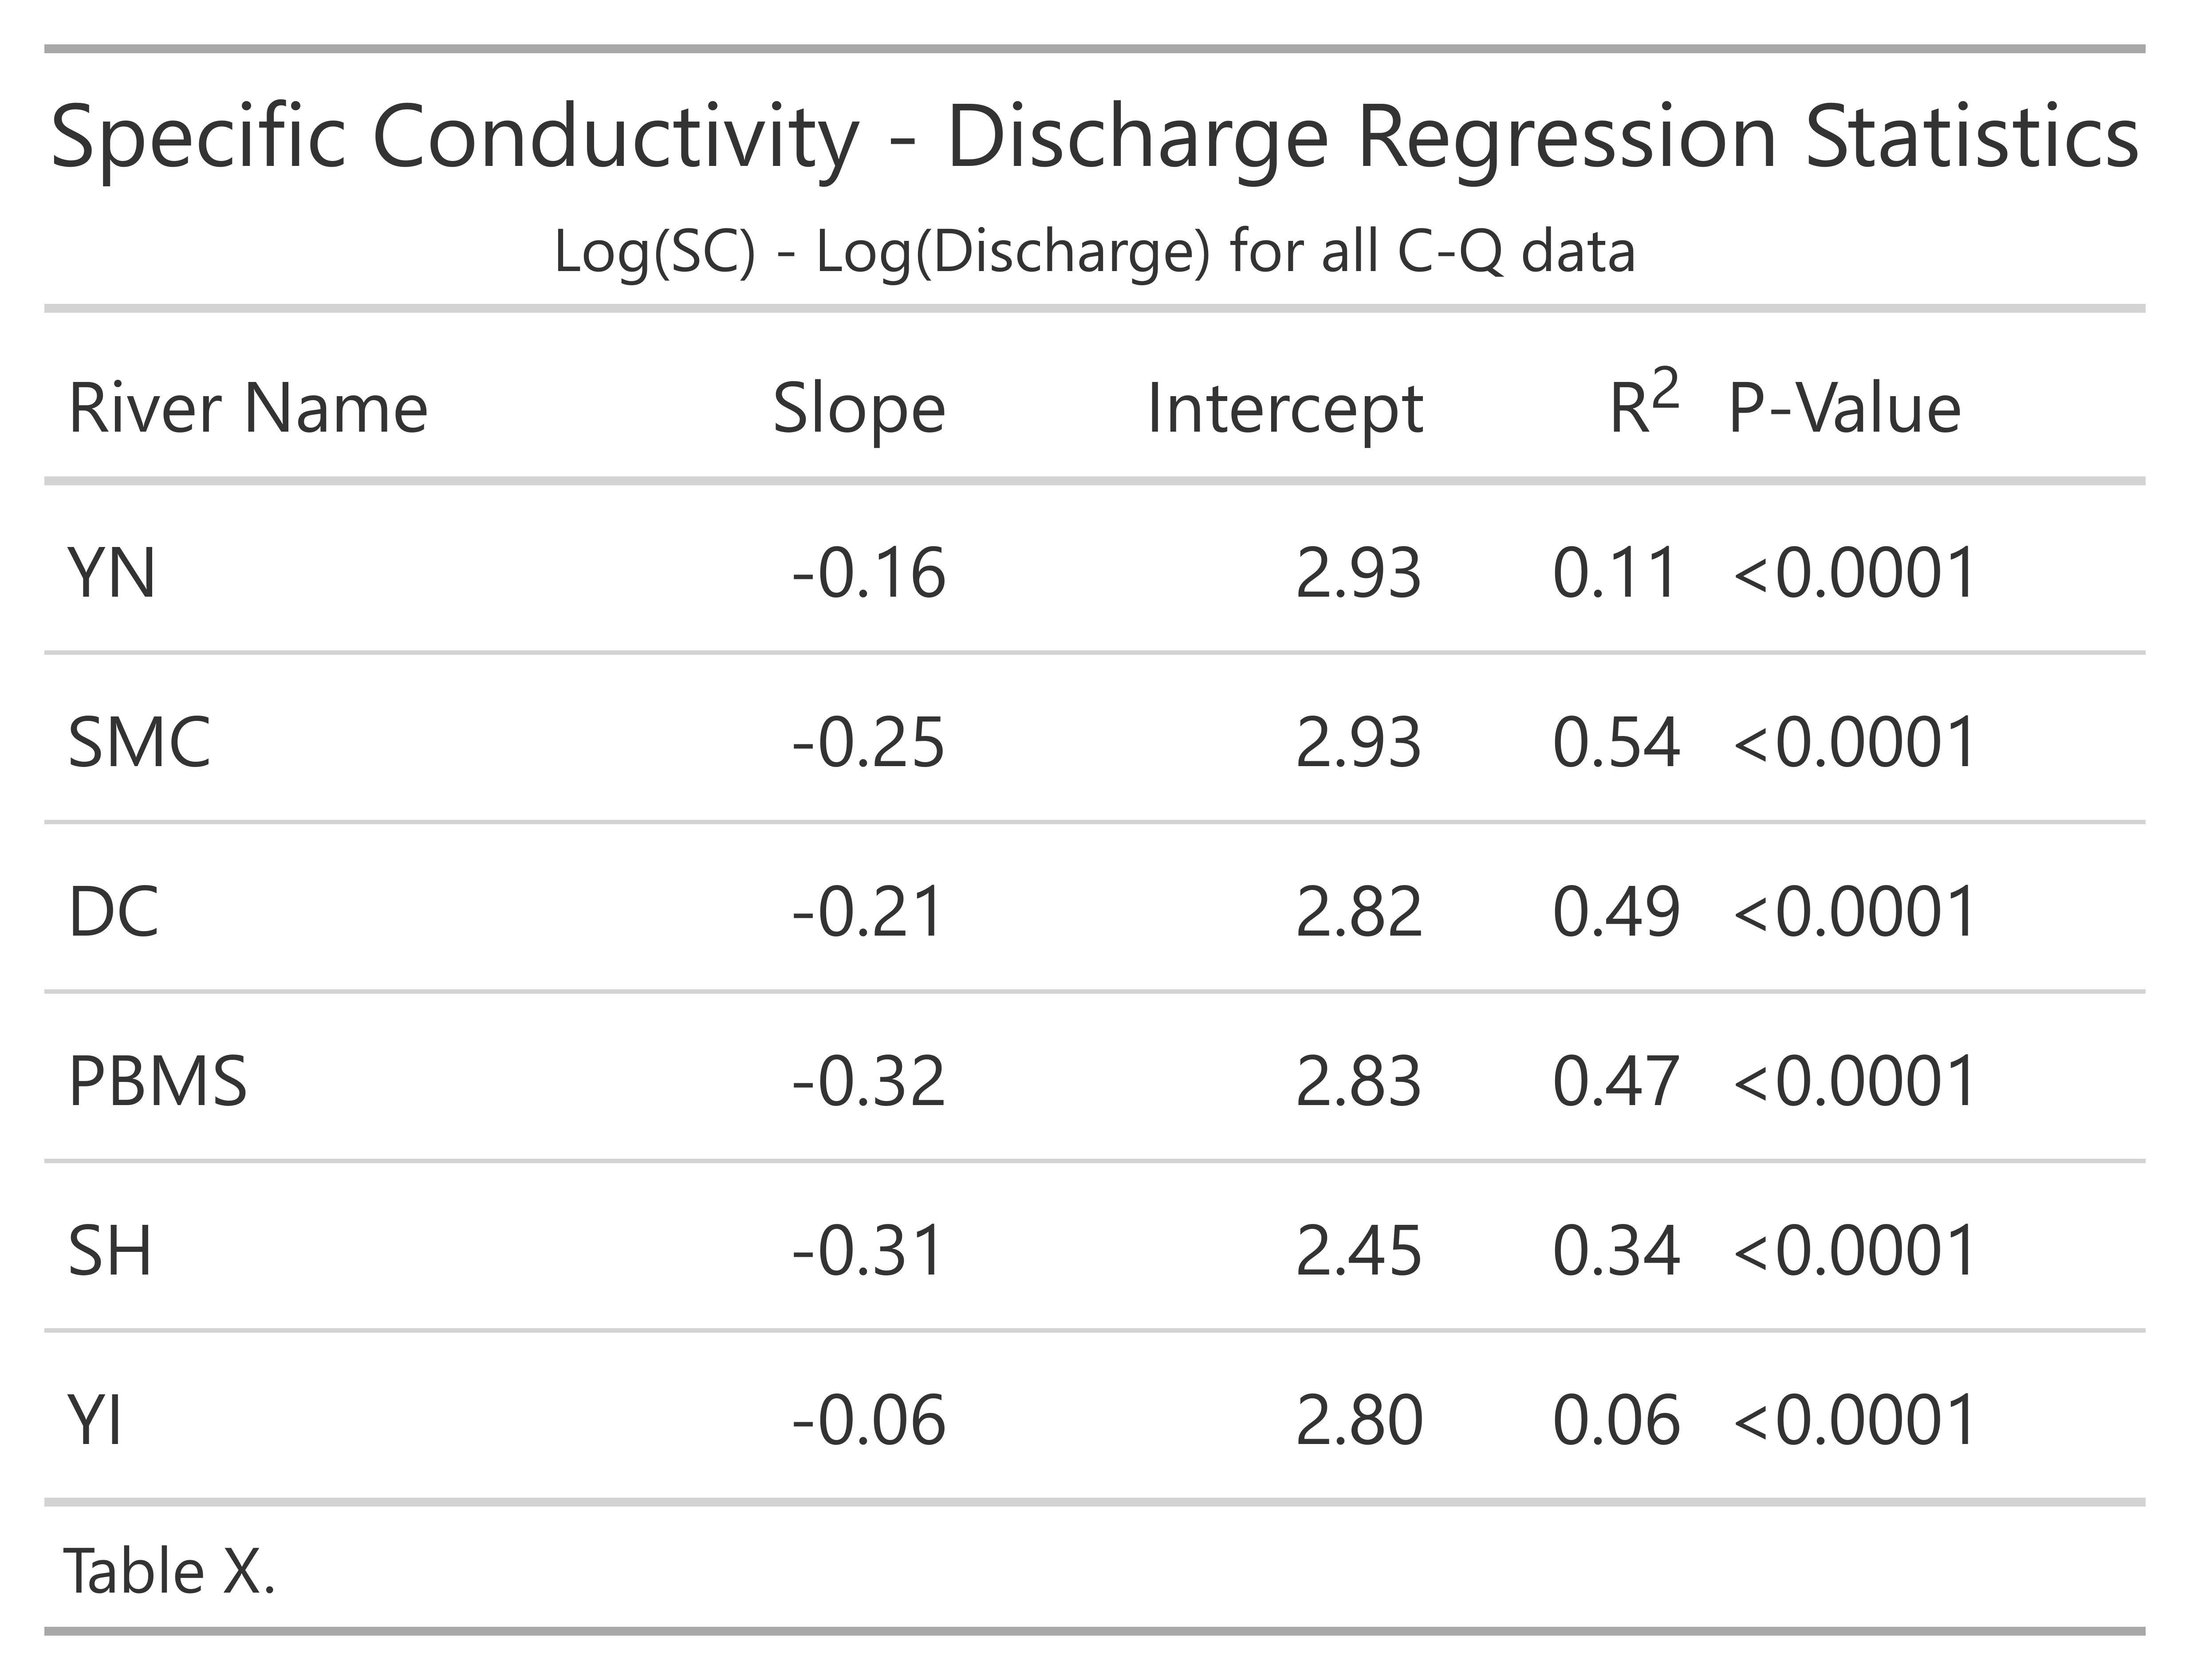 Specific Conductivity - Discharge Regression Statistics
Log(SC) - Log(Discharge) for all C-Q data
River Name Slope Intercept R² P-Value
YN -0.16 2.93 0.11 <0.0001
SMC -0.25 2.93 0.54 <0.0001
DC -0.21 2.82 0.49 <0.0001
PBMS -0.32 2.83 0.47 <0.0001
SH -0.31 2.45 0.34 <0.0001
YI -0.06 2.80 0.06 <0.0001
Table X.